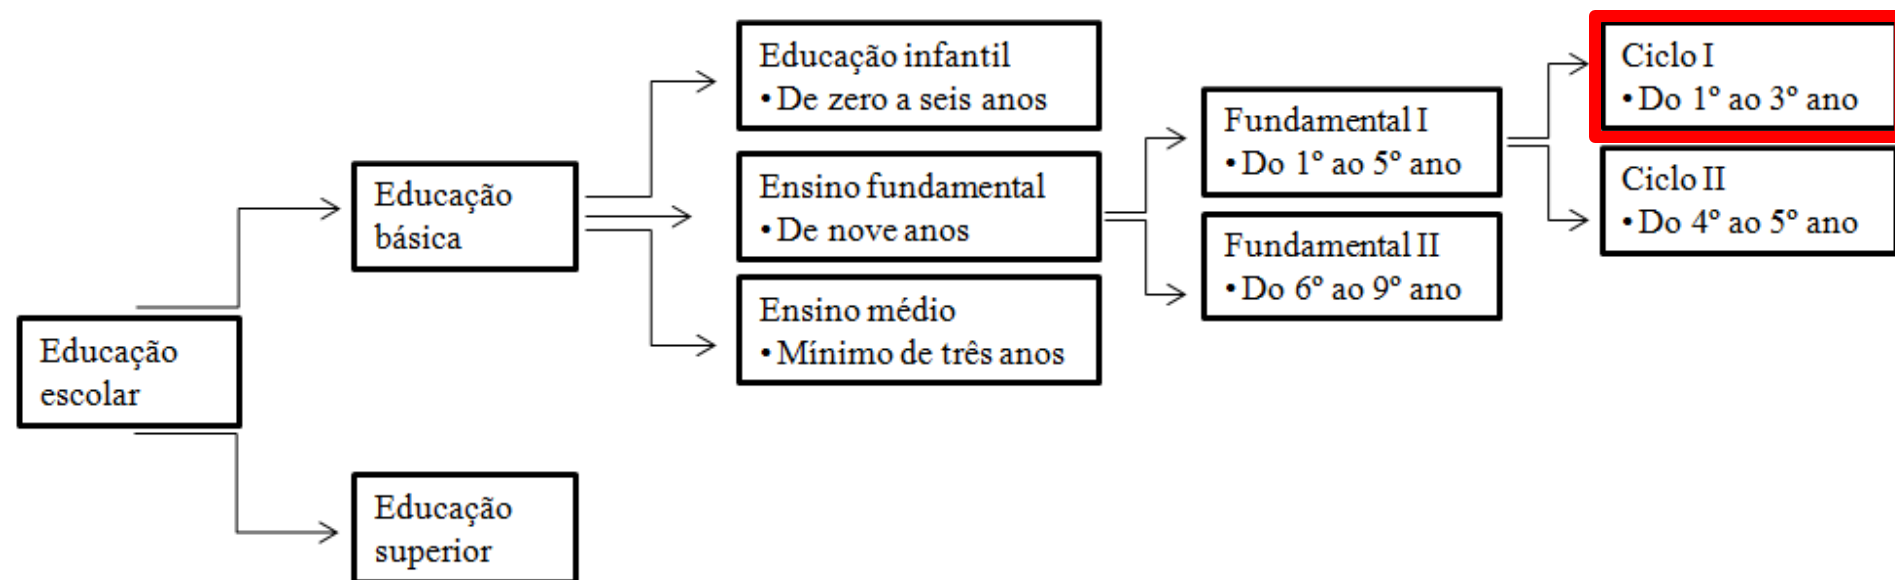 Educação
escolar
Educação
básica
Educação
superior
Educação infantil
• De zero a seis anos
Ensino fundamental
• De nove anos
Ensino médio
• Mínimo de três anos
Fundamental I
• Do 1º ao 5º ano
Fundamental II
• Do 6º ao 9º ano
Ciclo I
• Do 1º ao 3º ano
Ciclo II
• Do 4º ao 5º ano